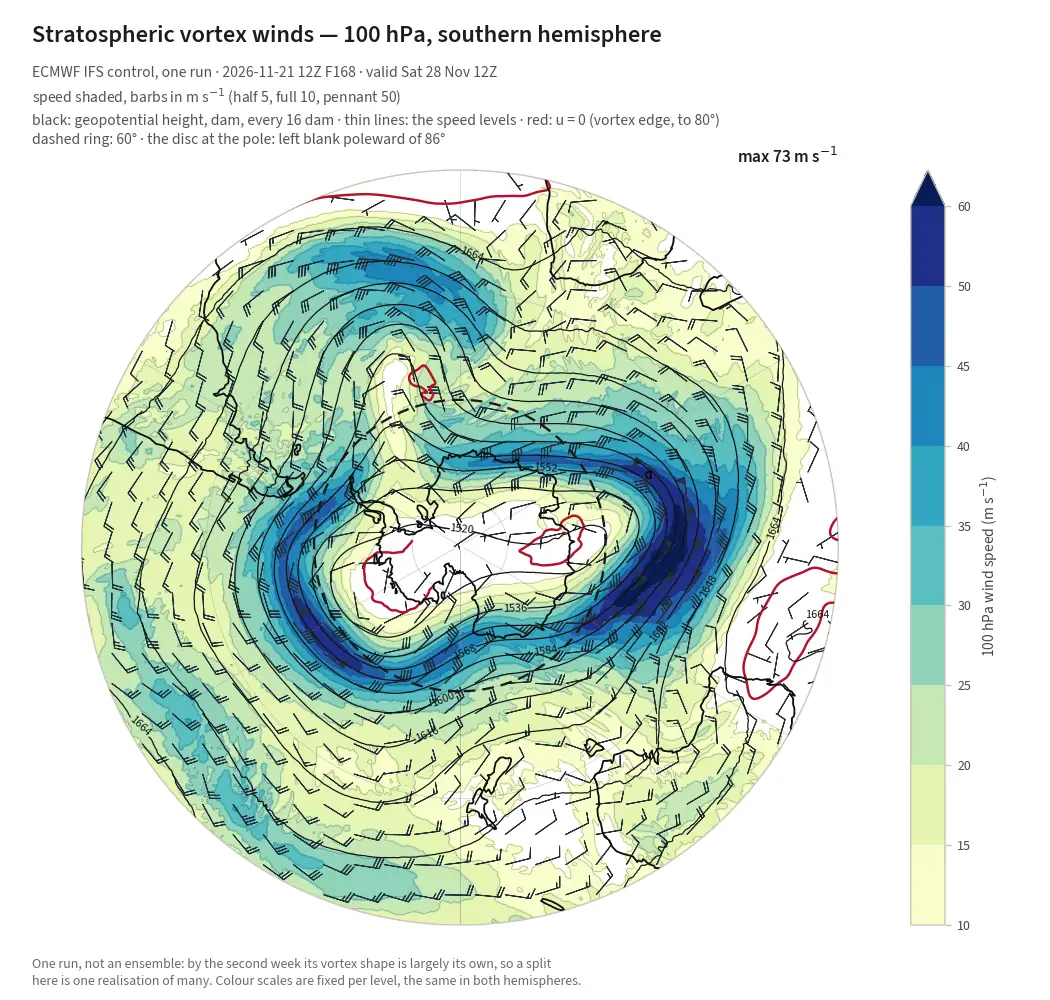 Stratospheric vortex winds — 100 hPa, southern hemisphere
ECMWF IFS control, one run · 2026-11-21 12Z F168 · valid Sat 28 Nov 12Z
speed shaded, barbs in m s⁻¹ (half 5, full 10, pennant 50)
black: geopotential height, dam, every 16 dam · thin lines: the speed levels · red: u = 0 (vortex edge, to 80°)
dashed ring: 60° · the disc at the pole: left blank poleward of 86°
max 73 m s⁻¹
60
50
45
40
35
30
25
20
15
10
100 hPa wind speed (m s⁻¹)
1664
1552
1520
1664
1648
1536
1664
1584
1568
1600
1616
1664
One run, not an ensemble: by the second week its vortex shape is largely its own, so a split
here is one realisation of many. Colour scales are fixed per level, the same in both hemispheres.